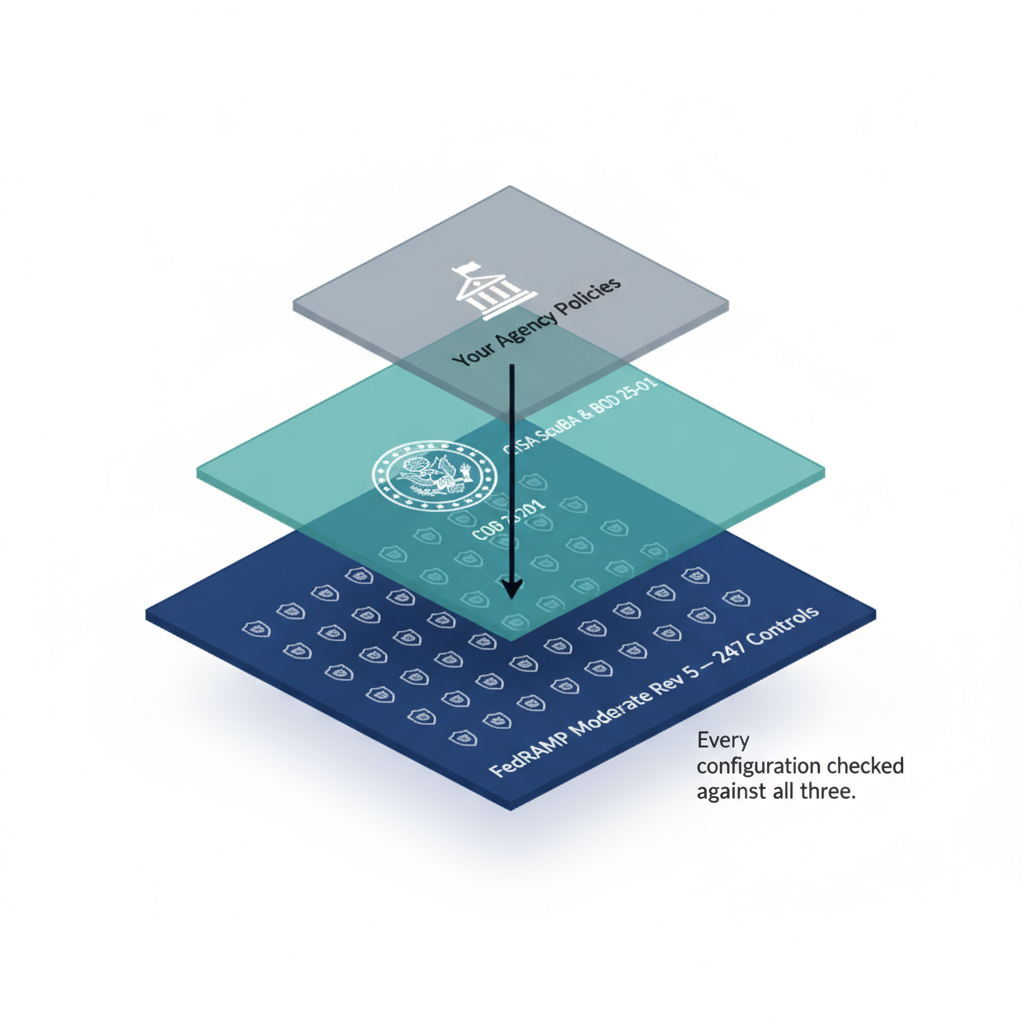 Your Agency Policies
CISA ScuBA & BOD 25-01
COB
FedRAMP Moderate Rev 5 — 247 Controls
Every
configuration checked
against all three.